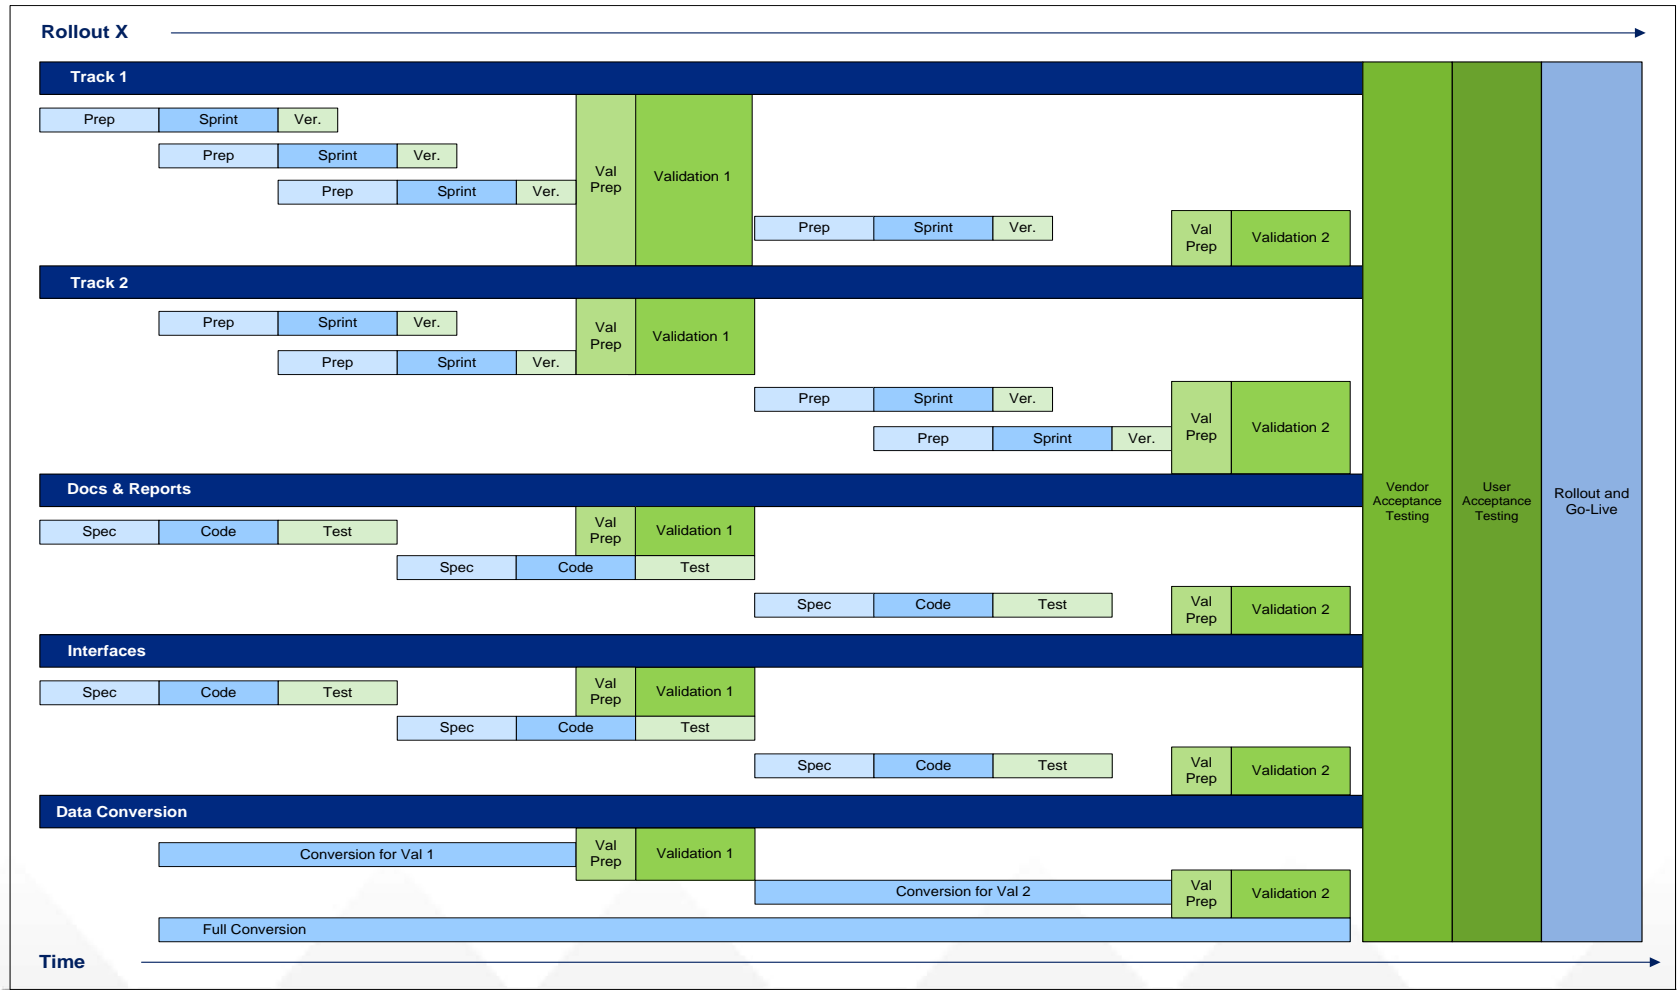 Rollout X
Track 1
Prep Sprint Ver.
Prep Sprint Ver.
Prep Sprint Ver.
Val
Prep
Validation 1
Prep Sprint Ver.
Val
Prep
Validation 2
Track 2
Prep Sprint Ver.
Prep Sprint Ver.
Val
Prep
Validation 1
Prep Sprint Ver.
Prep Sprint Ver.
Val
Prep
Validation 2
Docs & Reports
Spec Code Test
Val
Prep
Validation 1
Spec Code Test
Spec Code Test
Val
Prep
Validation 2
Interfaces
Spec Code Test
Val
Prep
Validation 1
Spec Code Test
Spec Code Test
Val
Prep
Validation 2
Data Conversion
Conversion for Val 1
Val
Prep
Validation 1
Conversion for Val 2
Val
Prep
Validation 2
Full Conversion
Vendor
Acceptance
Testing
User
Acceptance
Testing
Rollout and
Go-Live
Time